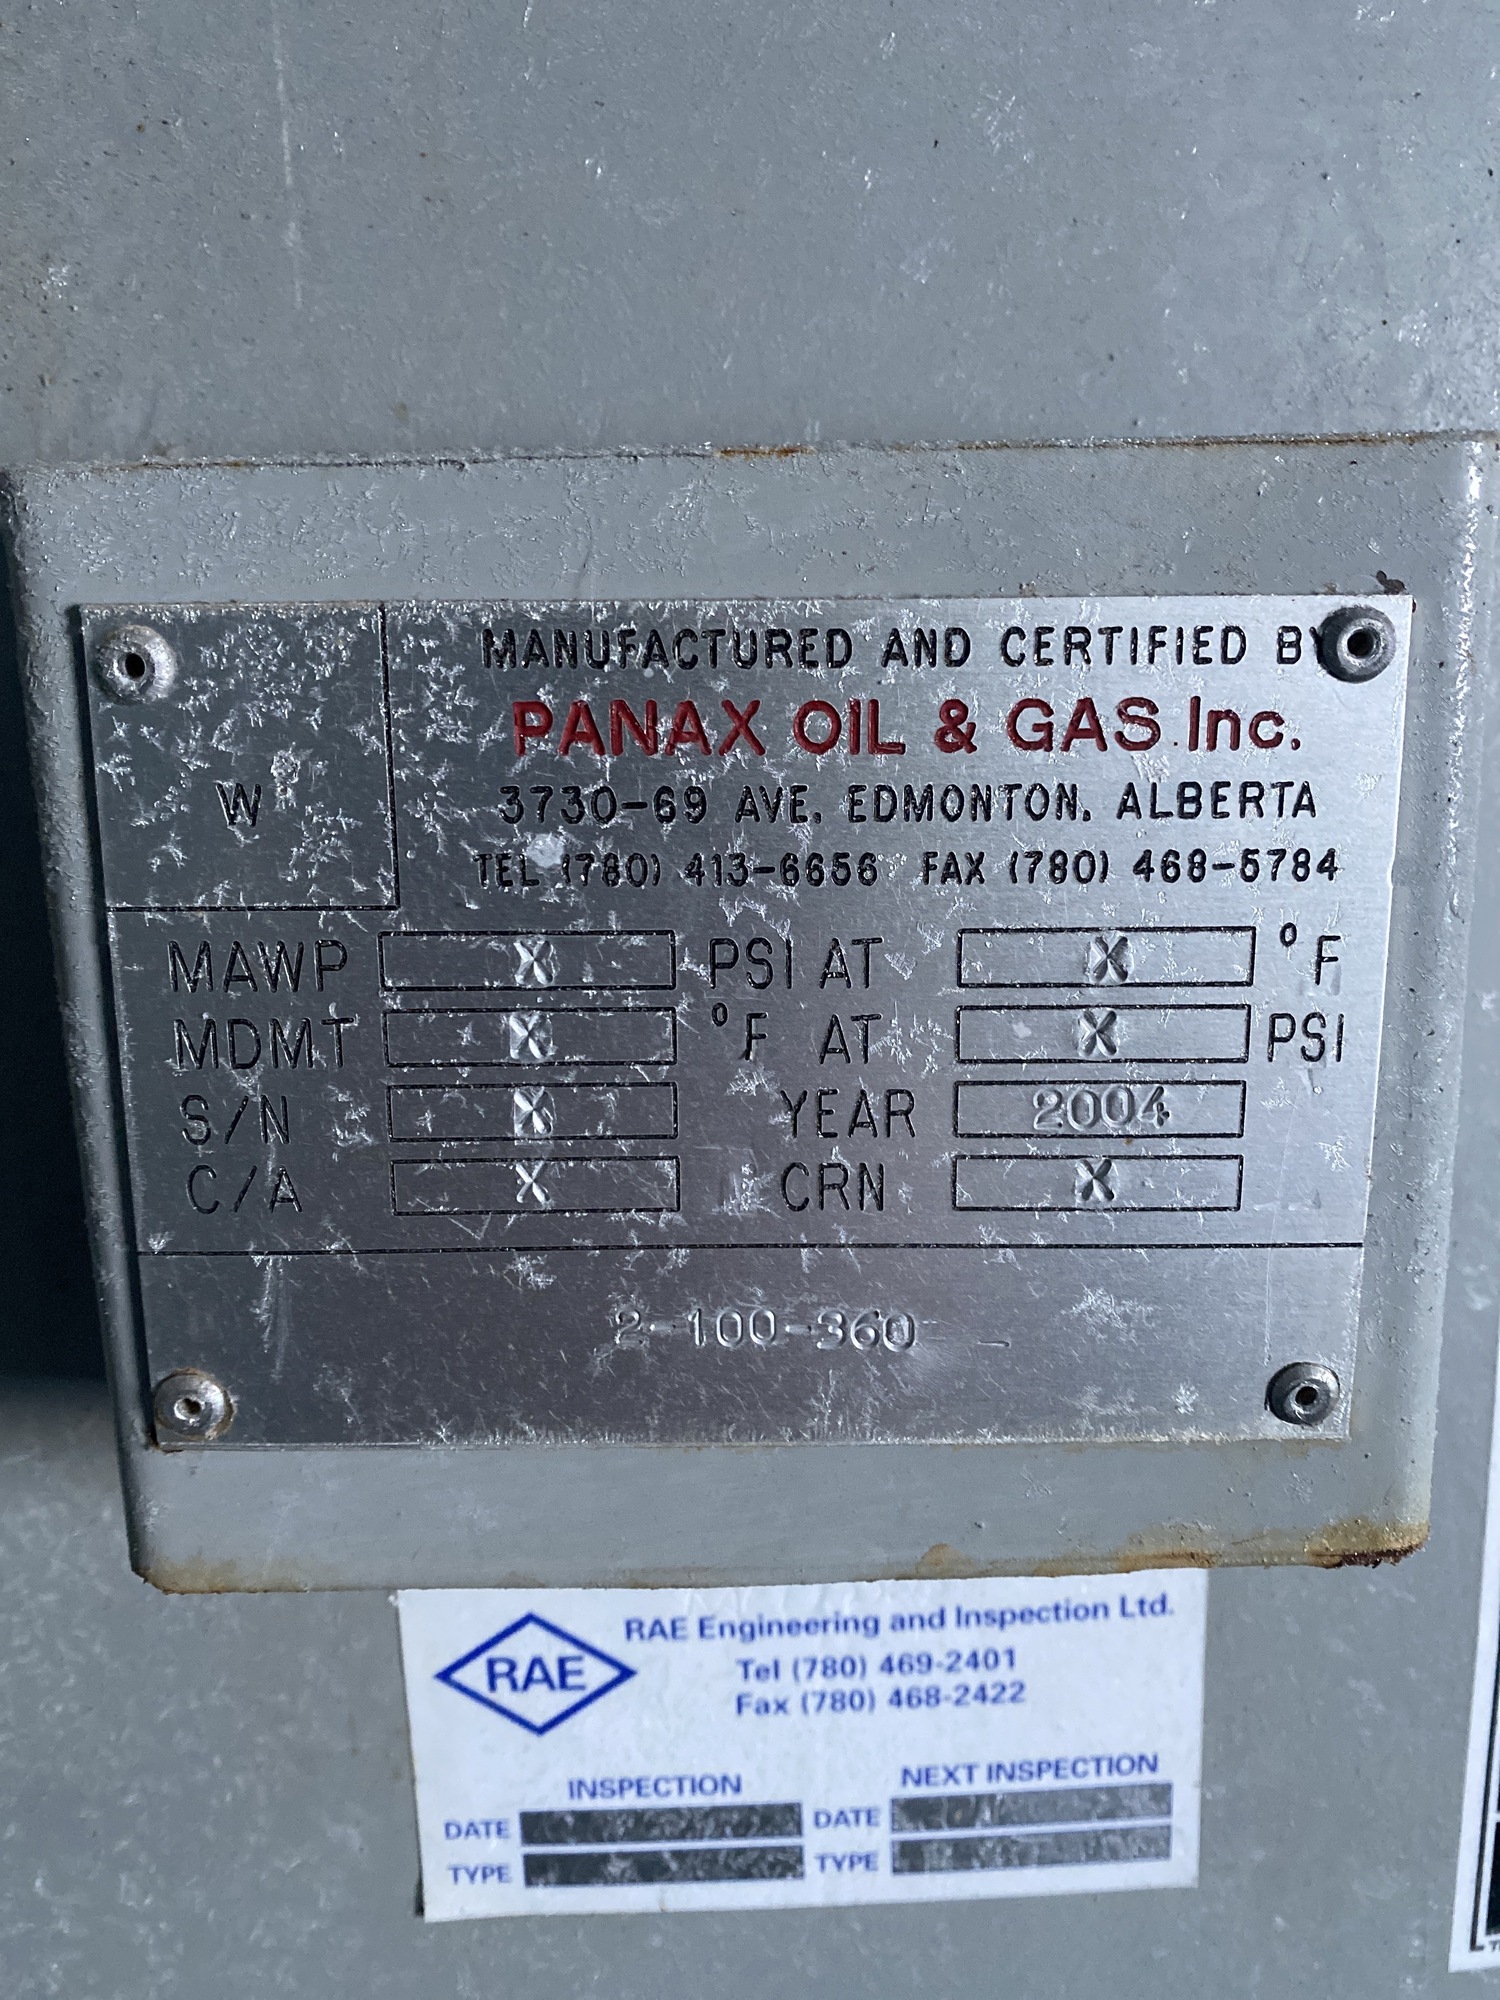 MANUFACTURED AND CERTIFIED BY
PANAX OIL & GAS Inc.
W
3730-69 AVE. EDMONTON. ALBERTA
TEL (780) 413-6656 FAX (780) 468-5784
MAWP X PSI AT X °F
MDMT X °F AT X PSI
S/N X YEAR 2004
C/A X CRN X
2-100-360
RAE
RAE Engineering and Inspection Ltd.
Tel (780) 469-2401
Fax (780) 468-2422
INSPECTION NEXT INSPECTION
DATE DATE
TYPE TYPE